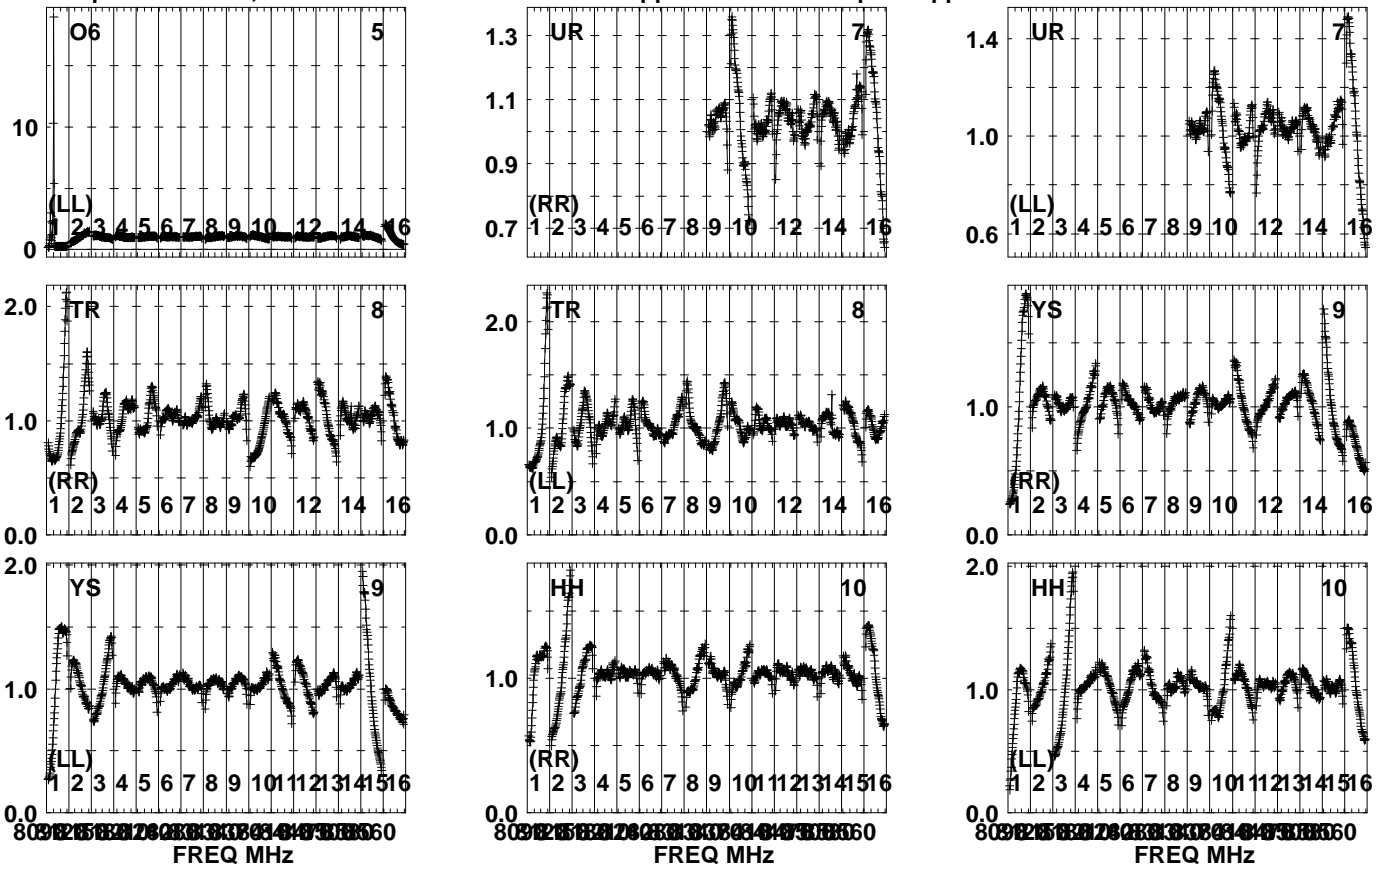 O6 5
10
0
(LL)
1 2 3 4 5 6 7 8 9 10 12 14 16
UR 7
1.3
1.1
0.9
0.7
(RR)
1 2 3 4 5 6 7 8 9 10 12 14 16
UR 7
1.4
1.0
0.6
(LL)
1 2 3 4 5 6 7 8 9 10 12 14 16
TR 8
2.0
1.0
0.0
(RR)
1 2 3 4 5 6 7 8 9 10 12 14 16
TR 8
2.0
1.0
0.0
(LL)
1 2 3 4 5 6 7 8 9 10 12 14 16
YS 9
1.0
0.0
(RR)
1 2 3 4 5 6 7 8 9 10 12 14 16
YS 9
2.0
1.0
0.0
(LL)
1 2 3 4 5 6 7 8 9 10 11 12 13 14 15 16
FREQ MHz
HH 10
1.0
0.0
(RR)
1 2 3 4 5 6 7 8 9 10 11 12 13 14 15 16
FREQ MHz
HH 10
2.0
1.0
0.0
(LL)
1 2 3 4 5 6 7 8 9 10 11 12 13 14 15 16
FREQ MHz